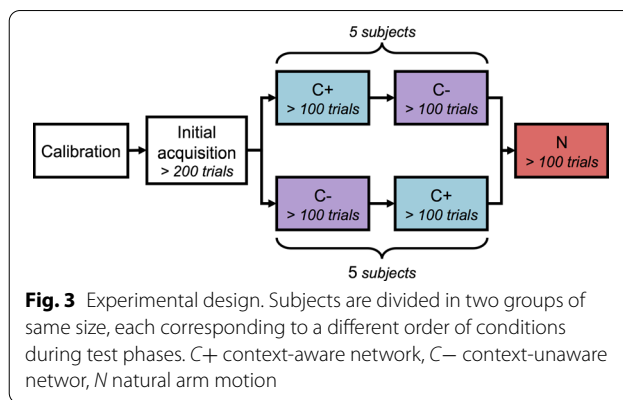 5 subjects
C+
> 100 trials
C-
> 100 trials
Calibration
Initial
acquisition
> 200 trials
N
> 100 trials
C-
> 100 trials
C+
> 100 trials
5 subjects
Fig. 3 Experimental design. Subjects are divided in two groups of
same size, each corresponding to a different order of conditions
during test phases. C+ context-aware network, C− context-unaware
networ, N natural arm motion